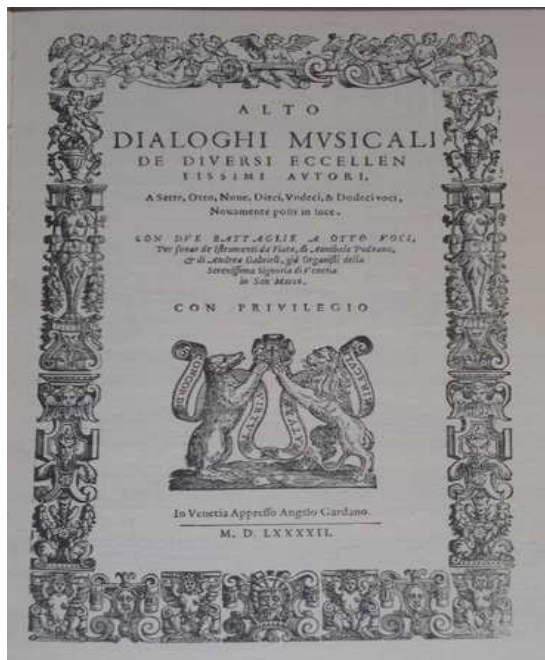 ALTO
DIALOGHI MVSICALI
DE DIVERSI ECCELLEN
TISSIMI AVTORI,
A Sette, Otto, Noue, Dieci, Vndeci, & Dodeci voci,
Nouamente posti in luce.
CON DVE BATTAGLIE A OTTO VOCI,
Per sonar de Istrumenti da Fiato, di Annibale Podoano,
& di Andrea Gabrieli, già Organisti della
Serenissima Signoria di Venetia
in San Marco.
CON PRIVILEGIO
CONCORDI
In Venetia Appresso Angelo Gardano.
M. D. LXXXXII.